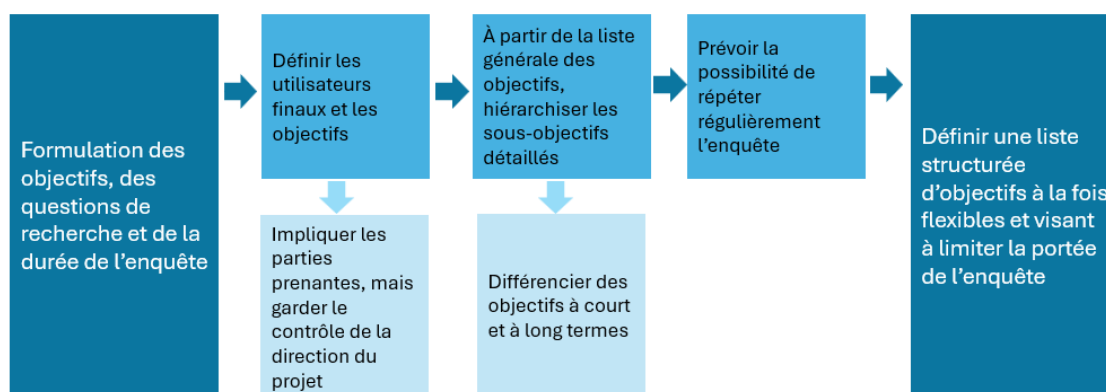 Formulation des
objectifs, des
questions de
recherche et de la
durée de l'enquête
Définir les
utilisateurs
finaux et les
objectifs
Impliquer les
parties
prenantes, mais
garder le
contrôle de la
direction du
projet
À partir de la liste
générale des
objectifs,
hiérarchiser les
sous-objectifs
détaillés
Différencier des
objectifs à court
et à long termes
Prévoir la
possibilité de
répéter
régulièrement
l'enquête
Définir une liste
structurée
d'objectifs à la fois
flexibles et visant
à limiter la portée
de l'enquête